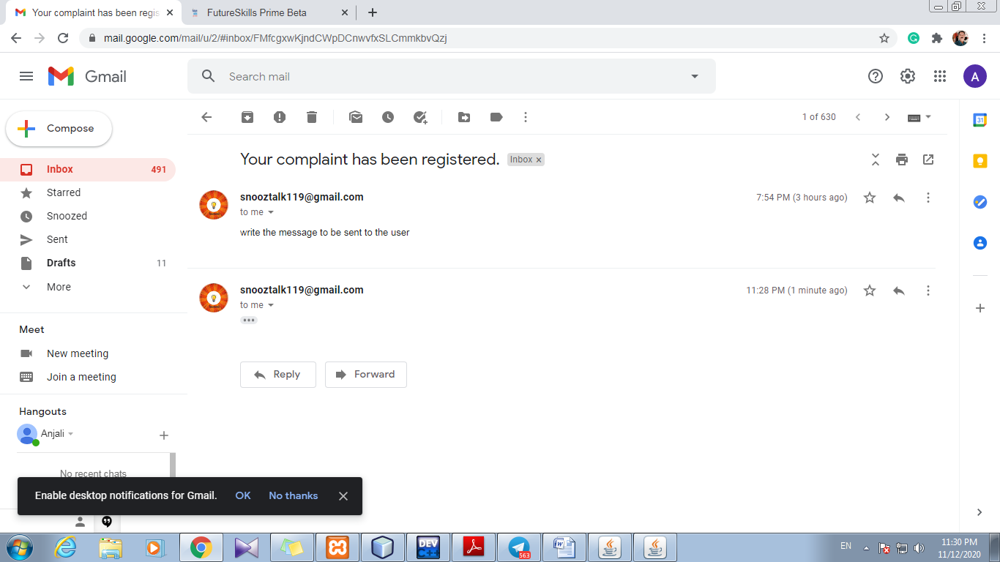 Your complaint has been regis
FutureSkills Prime Beta
mail.google.com/mail/u/2/#inbox/FMfcgxwKjndCWpDCnwvfxSLCmmkbvQzj
Gmail
Search mail
A
Compose
1 of 630
Inbox 491
Starred
Snoozed
Sent
Drafts 11
More
Your complaint has been registered. Inbox x
snooztalk119@gmail.com 7:54 PM (3 hours ago)
to me
write the message to be sent to the user
snooztalk119@gmail.com 11:28 PM (1 minute ago)
to me
Reply
Forward
Meet
New meeting
Join a meeting
Hangouts
Anjali
No recent chats
Enable desktop notifications for Gmail. OK No thanks
31
DEV
C++
563
EN
11:30 PM
11/12/2020